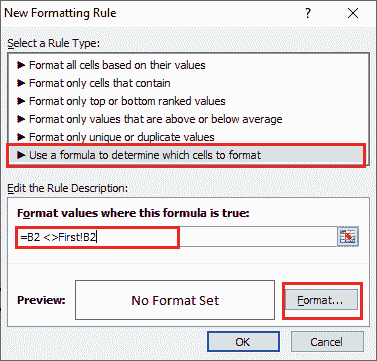 New Formatting Rule
?
Select a Rule Type:
► Format all cells based on their values
► Format only cells that contain
► Format only top or bottom ranked values
► Format only values that are above or below average
► Format only unique or duplicate values
► Use a formula to determine which cells to format
Edit the Rule Description:
Format values where this formula is true:
=B2 <>First!B2
Preview:
No Format Set
Format...
OK
Cancel